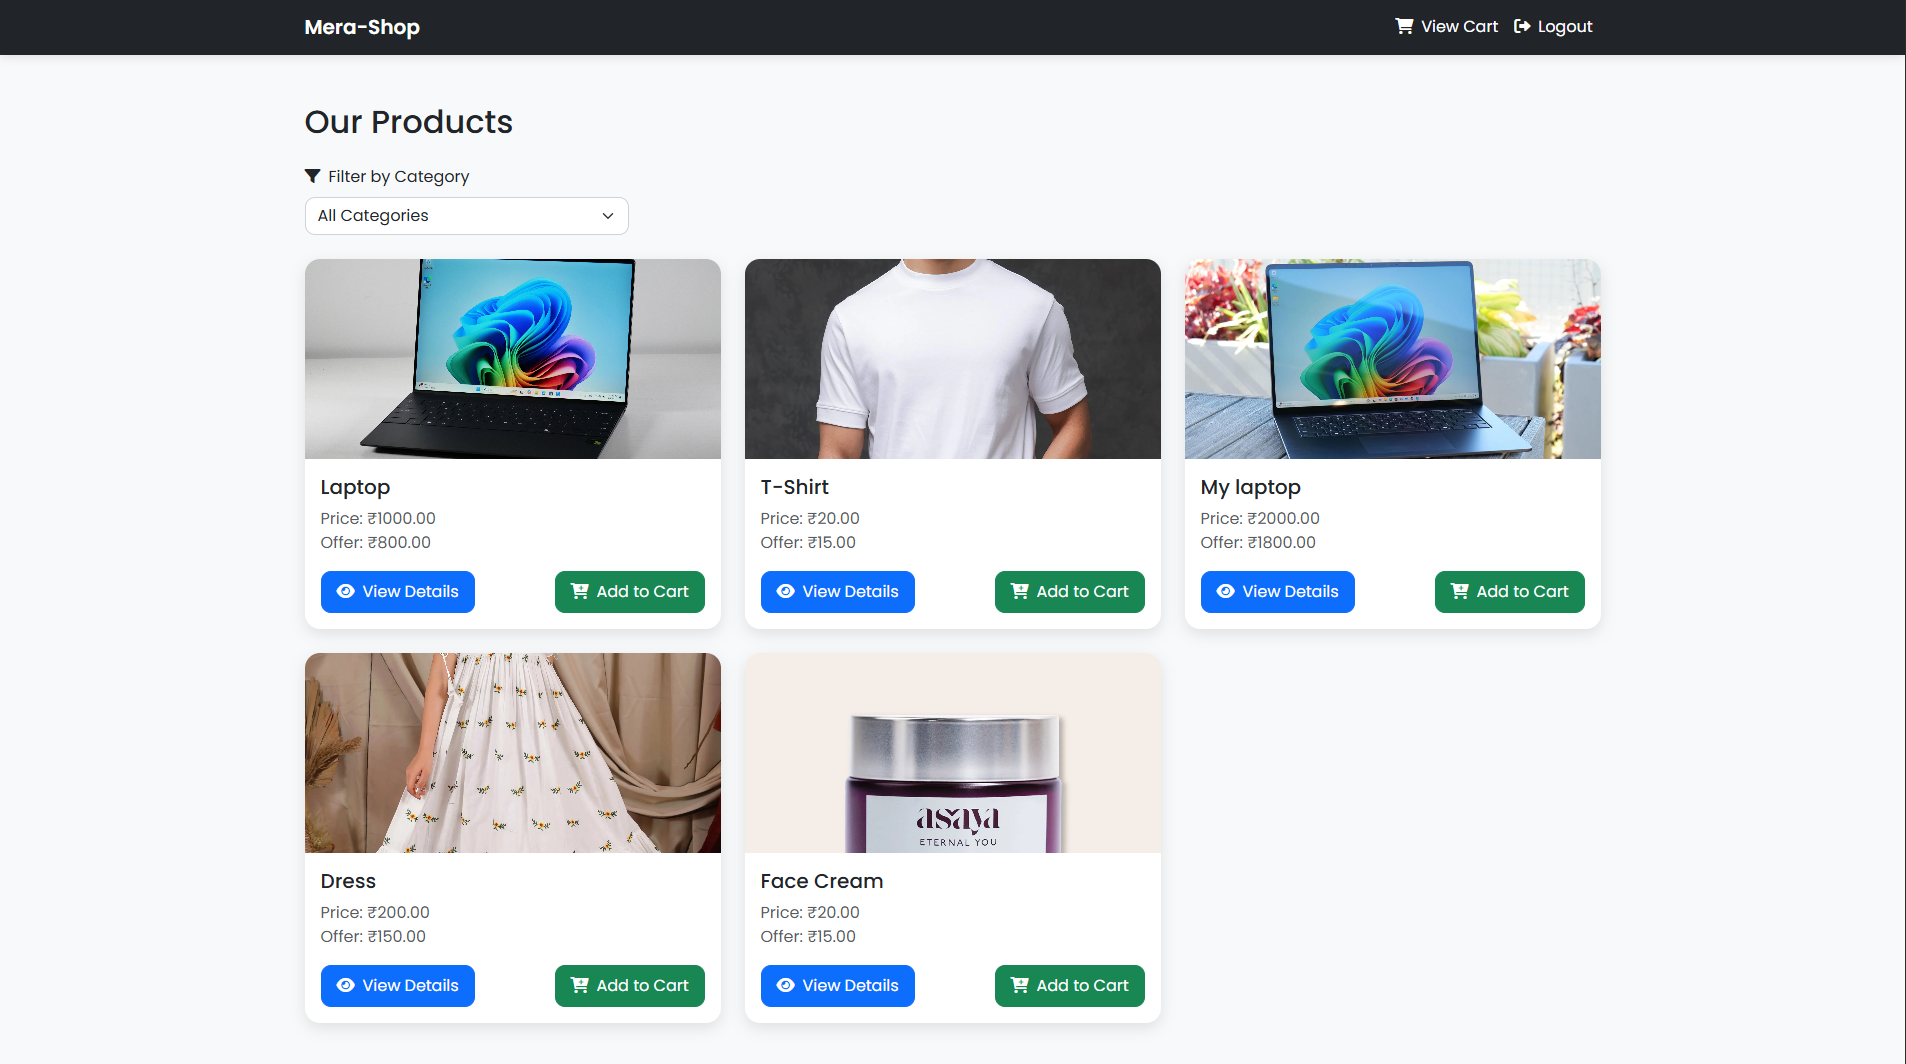 Mera-Shop
View Cart
Logout
Our Products
Filter by Category
All Categories
Laptop
Price: ₹1000.00
Offer: ₹800.00
View Details
Add to Cart
T-Shirt
Price: ₹20.00
Offer: ₹15.00
View Details
Add to Cart
My laptop
Price: ₹2000.00
Offer: ₹1800.00
View Details
Add to Cart
Dress
Price: ₹200.00
Offer: ₹150.00
View Details
Add to Cart
asaya
ETERNAL YOU
Face Cream
Price: ₹20.00
Offer: ₹15.00
View Details
Add to Cart